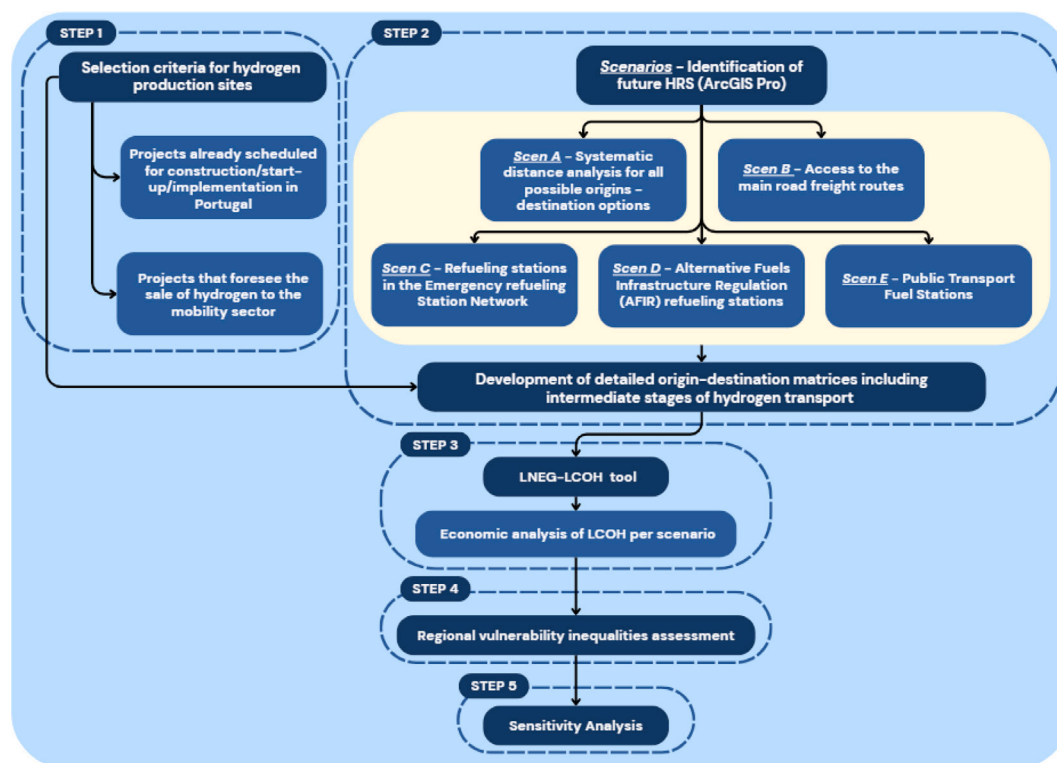 STEP 1
Selection criteria for hydrogen
production sites
Projects already scheduled
for construction/start-
up/implementation in
Portugal
Projects that foresee the
sale of hydrogen to the
mobility sector
STEP 2
Scenarios – Identification of
future HRS (ArcGIS Pro)
Scen A – Systematic
distance analysis for all
possible origins –
destination options
Scen B – Access to
the main road freight
routes
Scen C – Refueling stations
in the Emergency refueling
Station Network
Scen D – Alternative Fuels
Infrastructure Regulation
(AFIR) refueling stations
Scen E – Public Transport
Fuel Stations
Development of detailed origin-destination matrices including
intermediate stages of hydrogen transport
STEP 3
LNEG-LCOH tool
Economic analysis of LCOH per scenario
STEP 4
Regional vulnerability inequalities assessment
STEP 5
Sensitivity Analysis